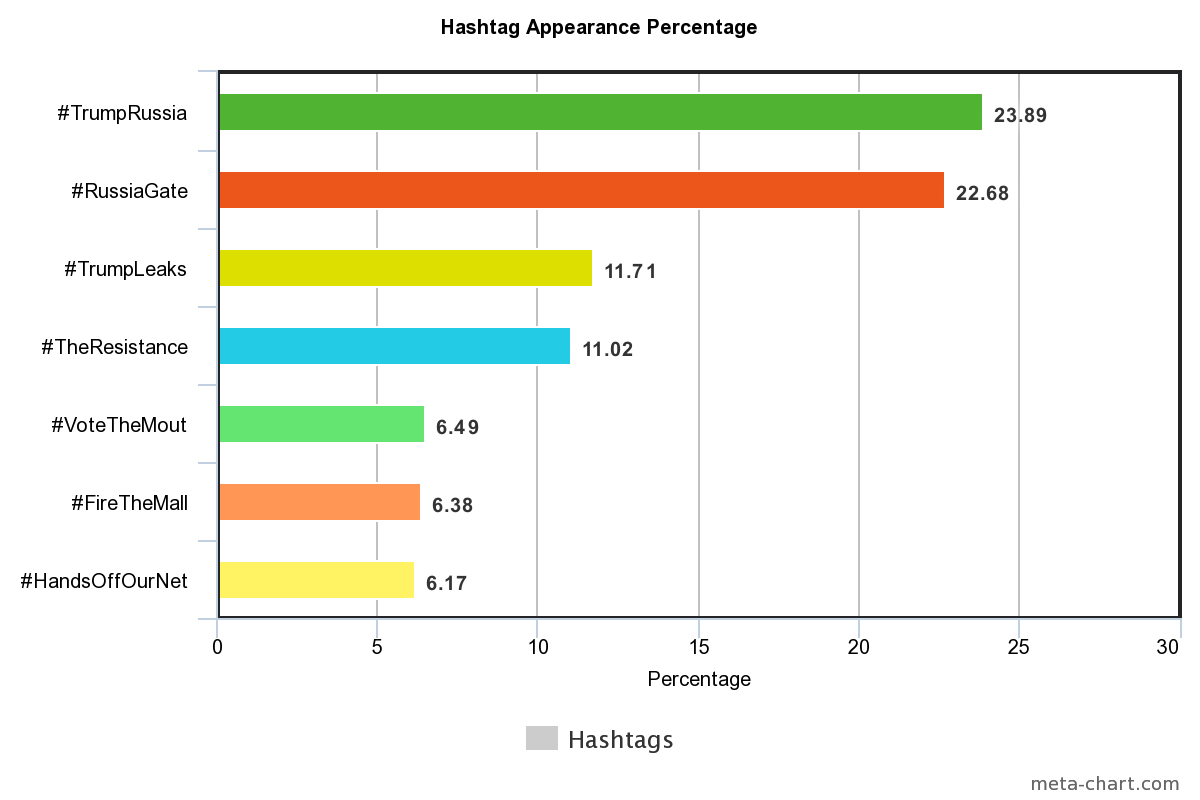 Hashtag Appearance Percentage
#TrumpRussia
23.89
#RussiaGate
22.68
#TrumpLeaks
11.71
#TheResistance
11.02
#VoteTheMout
6.49
#FireTheMall
6.38
#HandsOffOurNet
6.17
0 5 10 15 20 25 30
Percentage
Hashtags
meta-chart.com